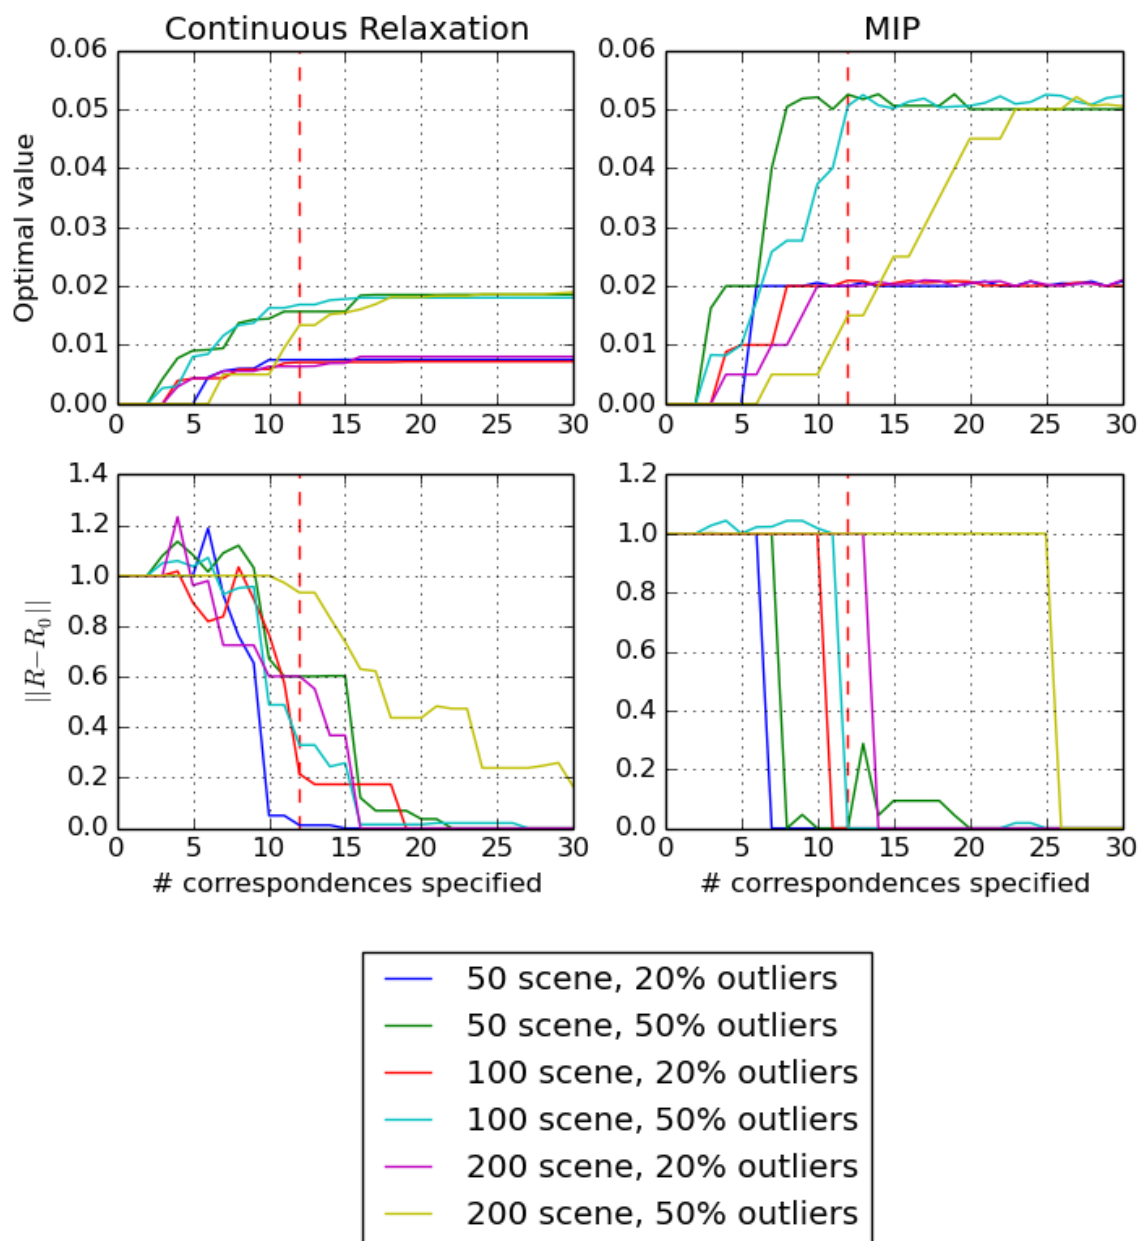 Continuous Relaxation
MIP
Optimal value
0.06
0.05
0.04
0.03
0.02
0.01
0.00
0 5 10 15 20 25 30
0.06
0.05
0.04
0.03
0.02
0.01
0.00
0 5 10 15 20 25 30
||R−R₀||
1.4
1.2
1.0
0.8
0.6
0.4
0.2
0.0
0 5 10 15 20 25 30
# correspondences specified
1.2
1.0
0.8
0.6
0.4
0.2
0.0
0 5 10 15 20 25 30
# correspondences specified
50 scene, 20% outliers
50 scene, 50% outliers
100 scene, 20% outliers
100 scene, 50% outliers
200 scene, 20% outliers
200 scene, 50% outliers